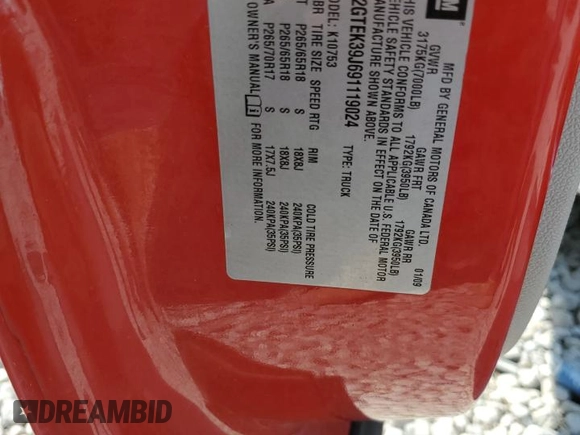 GM
MFD BY GENERAL MOTORS OF CANADA LTD.
GVWR GAWR FRT GAWR RR 01/09
3175KG(7000LB) 1792KG(3950LB) 1792KG(3950LB)
THIS VEHICLE CONFORMS TO ALL APPLICABLE U.S. FEDERAL MOTOR
VEHICLE SAFETY STANDARDS IN EFFECT ON THE DATE OF
MANUFACTURE SHOWN ABOVE.
2GTEK39J691119024 TYPE: TRUCK
MODEL: K10753
TIRE SIZE SPEED RTG RIM COLD TIRE PRESSURE
P265/65R18 S 18X8J 240KPA(35PSI)
P265/65R18 S 18X8J 240KPA(35PSI)
P265/70R17 S 17X7.5J 240KPA(35PSI)
OWNER'S MANUAL FOR MORE INFORMATION.
DREAMBID